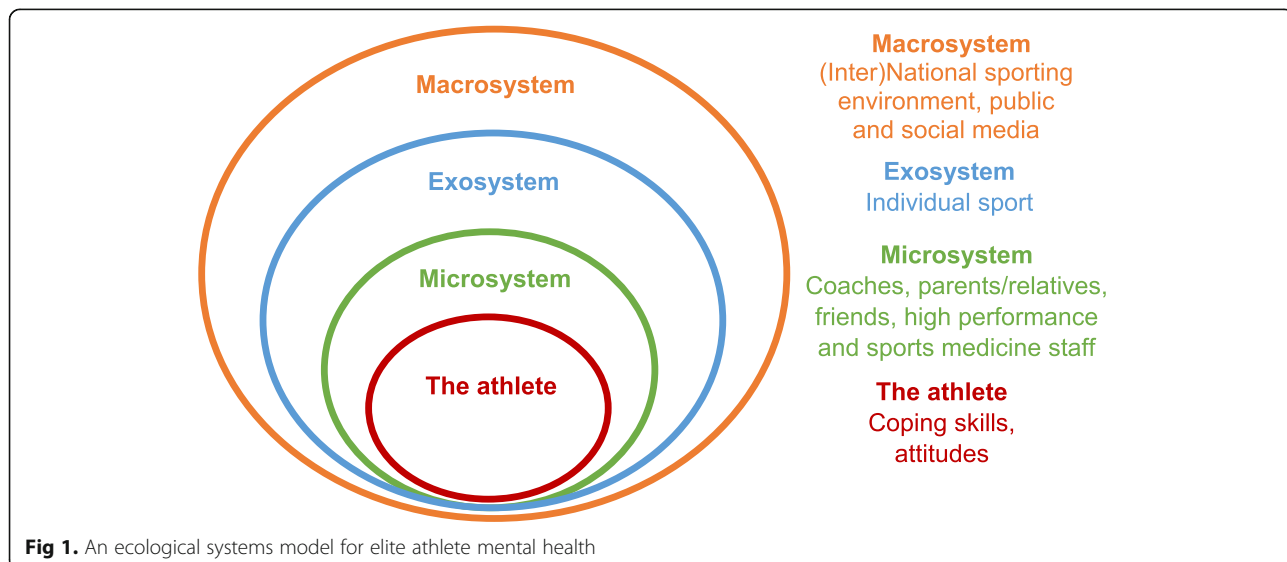 Macrosystem
Exosystem
Microsystem
The athlete
Macrosystem
(Inter)National sporting
environment, public
and social media
Exosystem
Individual sport
Microsystem
Coaches, parents/relatives,
friends, high performance
and sports medicine staff
The athlete
Coping skills,
attitudes
Fig 1. An ecological systems model for elite athlete mental health